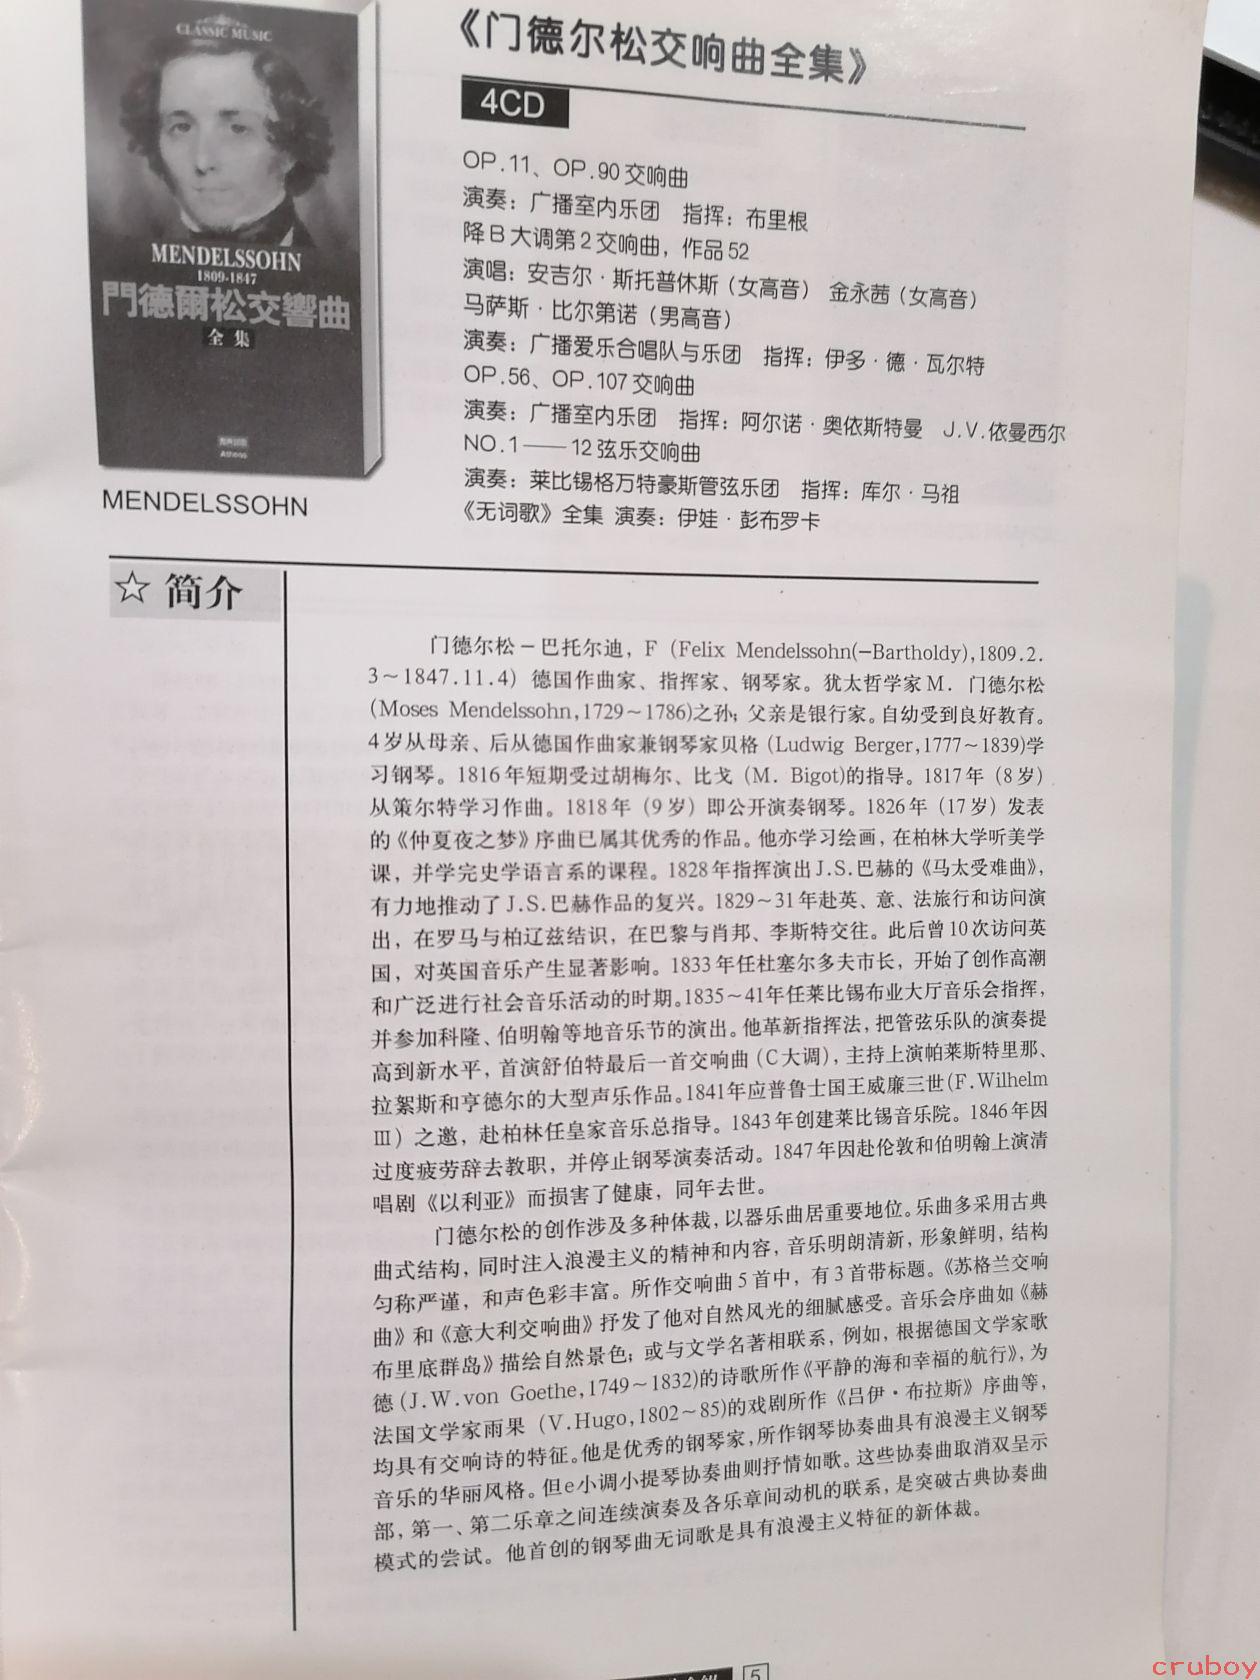 CLASSIC MUSIC
MENDELSSOHN
1809-1847
門德爾松交響曲
全集
Athens
MENDELSSOHN
《门德尔松交响曲全集》
4CD
OP.11、OP.90交响曲
演奏：广播室内乐团 指挥：布里根
降B大调第2交响曲，作品52
演唱：安吉尔·斯托普休斯（女高音） 金永茜（女高音）
马萨斯·比尔第诺（男高音）
演奏：广播爱乐合唱队与乐团 指挥：伊多·德·瓦尔特
OP.56、OP.107交响曲
演奏：广播室内乐团 指挥：阿尔诺·奥依斯特曼 J.V.依曼西尔
NO.1——12弦乐交响曲
演奏：莱比锡格万特豪斯管弦乐团 指挥：库尔·马祖
《无词歌》全集 演奏：伊娃·彭布罗卡
☆ 简介
门德尔松－巴托尔迪，F（Felix Mendelssohn(—Bartholdy),1809.2.
3～1847.11.4）德国作曲家、指挥家、钢琴家。犹太哲学家M．门德尔松
(Moses Mendelssohn,1729～1786)之孙；父亲是银行家。自幼受到良好教育。
4岁从母亲、后从德国作曲家兼钢琴家贝格（Ludwig Berger,1777～1839)学
习钢琴。1816年短期受过胡梅尔、比戈（M．Bigot)的指导。1817年（8岁）
从策尔特学习作曲。1818年（9岁）即公开演奏钢琴。1826年（17岁）发表
的《仲夏夜之梦》序曲已属其优秀的作品。他亦学习绘画，在柏林大学听美学
课，并学完史学语言系的课程。1828年指挥演出J.S.巴赫的《马太受难曲》，
有力地推动了J.S.巴赫作品的复兴。1829～31年赴英、意、法旅行和访问演
出，在罗马与柏辽兹结识，在巴黎与肖邦、李斯特交往。此后曾10次访问英
国，对英国音乐产生显著影响。1833年任杜塞尔多夫市长，开始了创作高潮
和广泛进行社会音乐活动的时期。1835～41年任莱比锡布业大厅音乐会指挥，
并参加科隆、伯明翰等地音乐节的演出。他革新指挥法，把管弦乐队的演奏提
高到新水平，首演舒伯特最后一首交响曲（C大调），主持上演帕莱斯特里那、
拉絮斯和亨德尔的大型声乐作品。1841年应普鲁士国王威廉三世(F.Wilhelm
Ⅲ）之邀，赴柏林任皇家音乐总指导。1843年创建莱比锡音乐院。1846年因
过度疲劳辞去教职，并停止钢琴演奏活动。1847年因赴伦敦和伯明翰上演清
唱剧《以利亚》而损害了健康，同年去世。
门德尔松的创作涉及多种体裁，以器乐曲居重要地位。乐曲多采用古典
曲式结构，同时注入浪漫主义的精神和内容，音乐明朗清新，形象鲜明，结构
匀称严谨，和声色彩丰富。所作交响曲5首中，有3首带标题。《苏格兰交响
曲》和《意大利交响曲》抒发了他对自然风光的细腻感受。音乐会序曲如《赫
布里底群岛》描绘自然景色；或与文学名著相联系，例如，根据德国文学家歌
德（J.W.von Goethe,1749～1832)的诗歌所作《平静的海和幸福的航行》，为
法国文学家雨果（V.Hugo,1802～85)的戏剧所作《吕伊·布拉斯》序曲等，
均具有交响诗的特征。他是优秀的钢琴家，所作钢琴协奏曲具有浪漫主义钢琴
音乐的华丽风格。但e小调小提琴协奏曲则抒情如歌。这些协奏曲取消双呈示
部，第一、第二乐章之间连续演奏及各乐章间动机的联系，是突破古典协奏曲
模式的尝试。他首创的钢琴曲无词歌是具有浪漫主义特征的新体裁。
5
cruboy